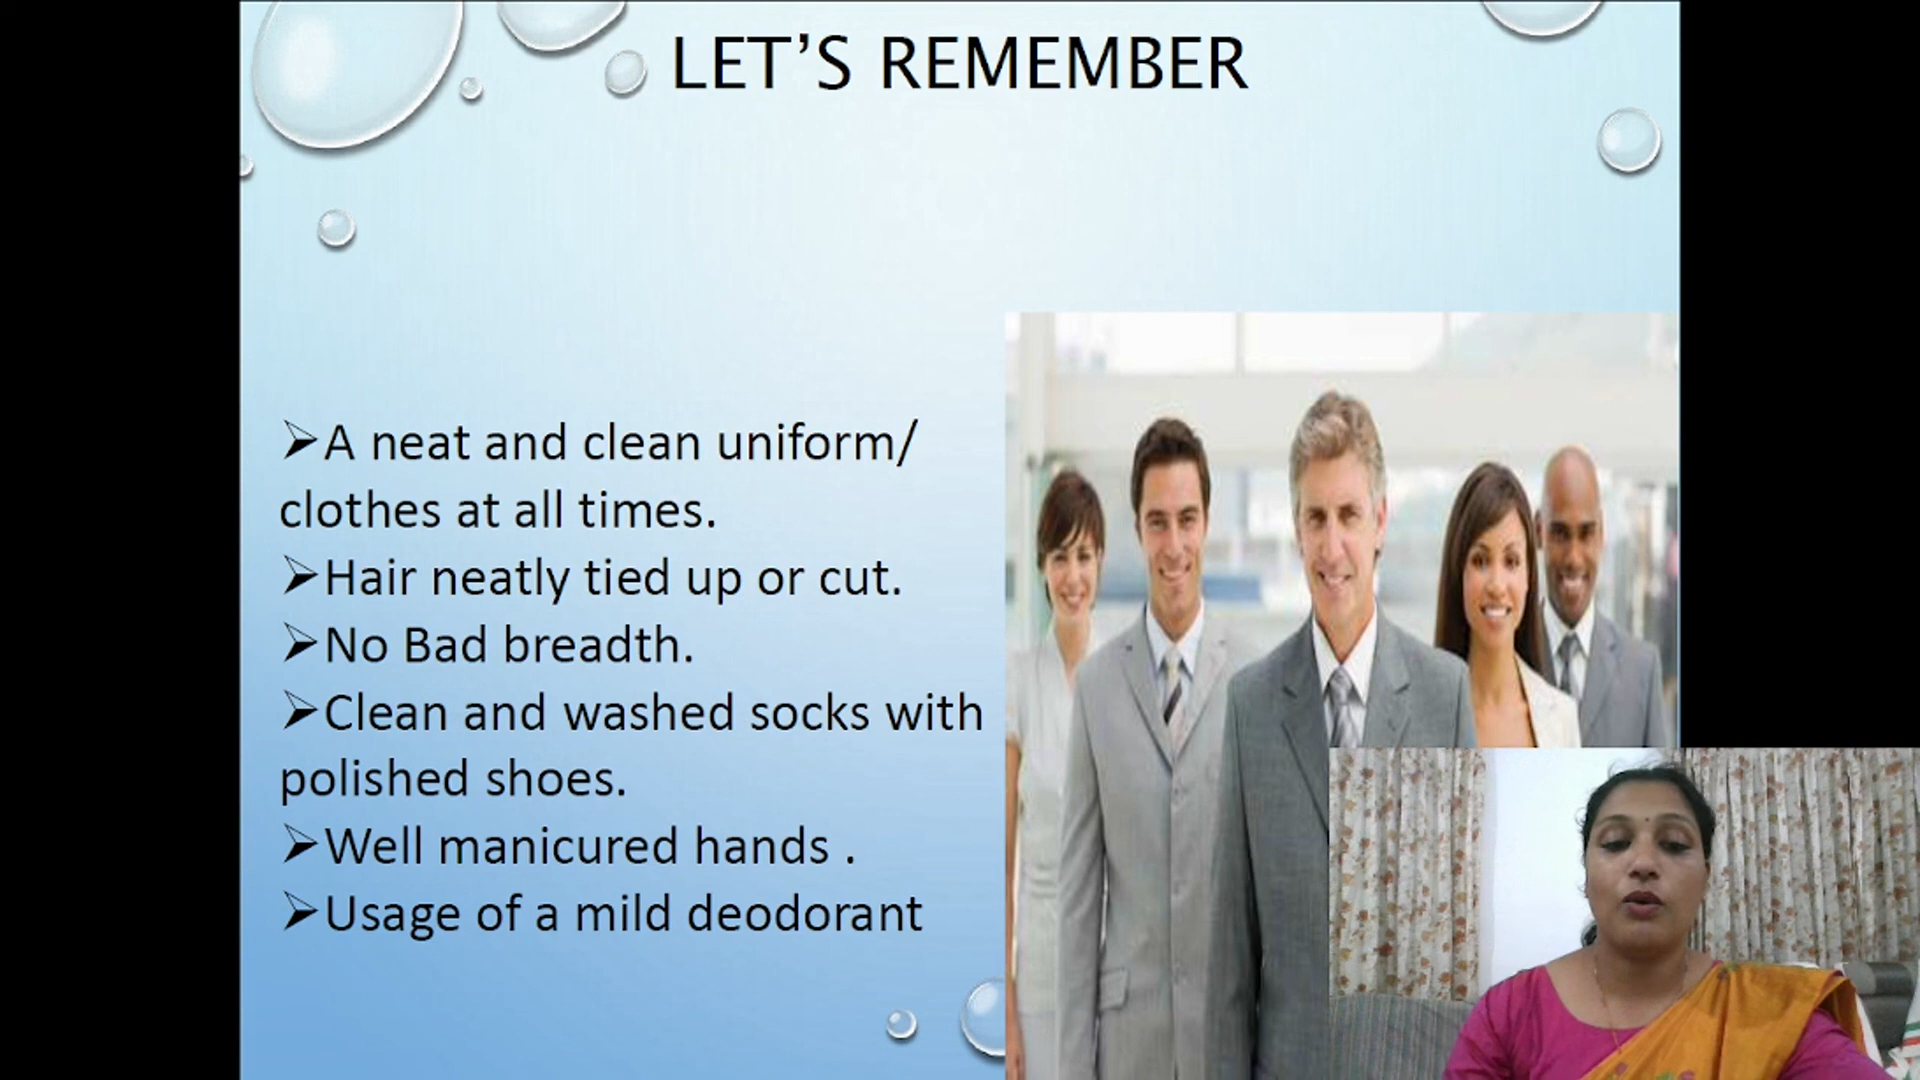 LET’S REMEMBER
➢A neat and clean uniform/
clothes at all times.
➢Hair neatly tied up or cut.
➢No Bad breadth.
➢Clean and washed socks with
polished shoes.
➢Well manicured hands .
➢Usage of a mild deodorant